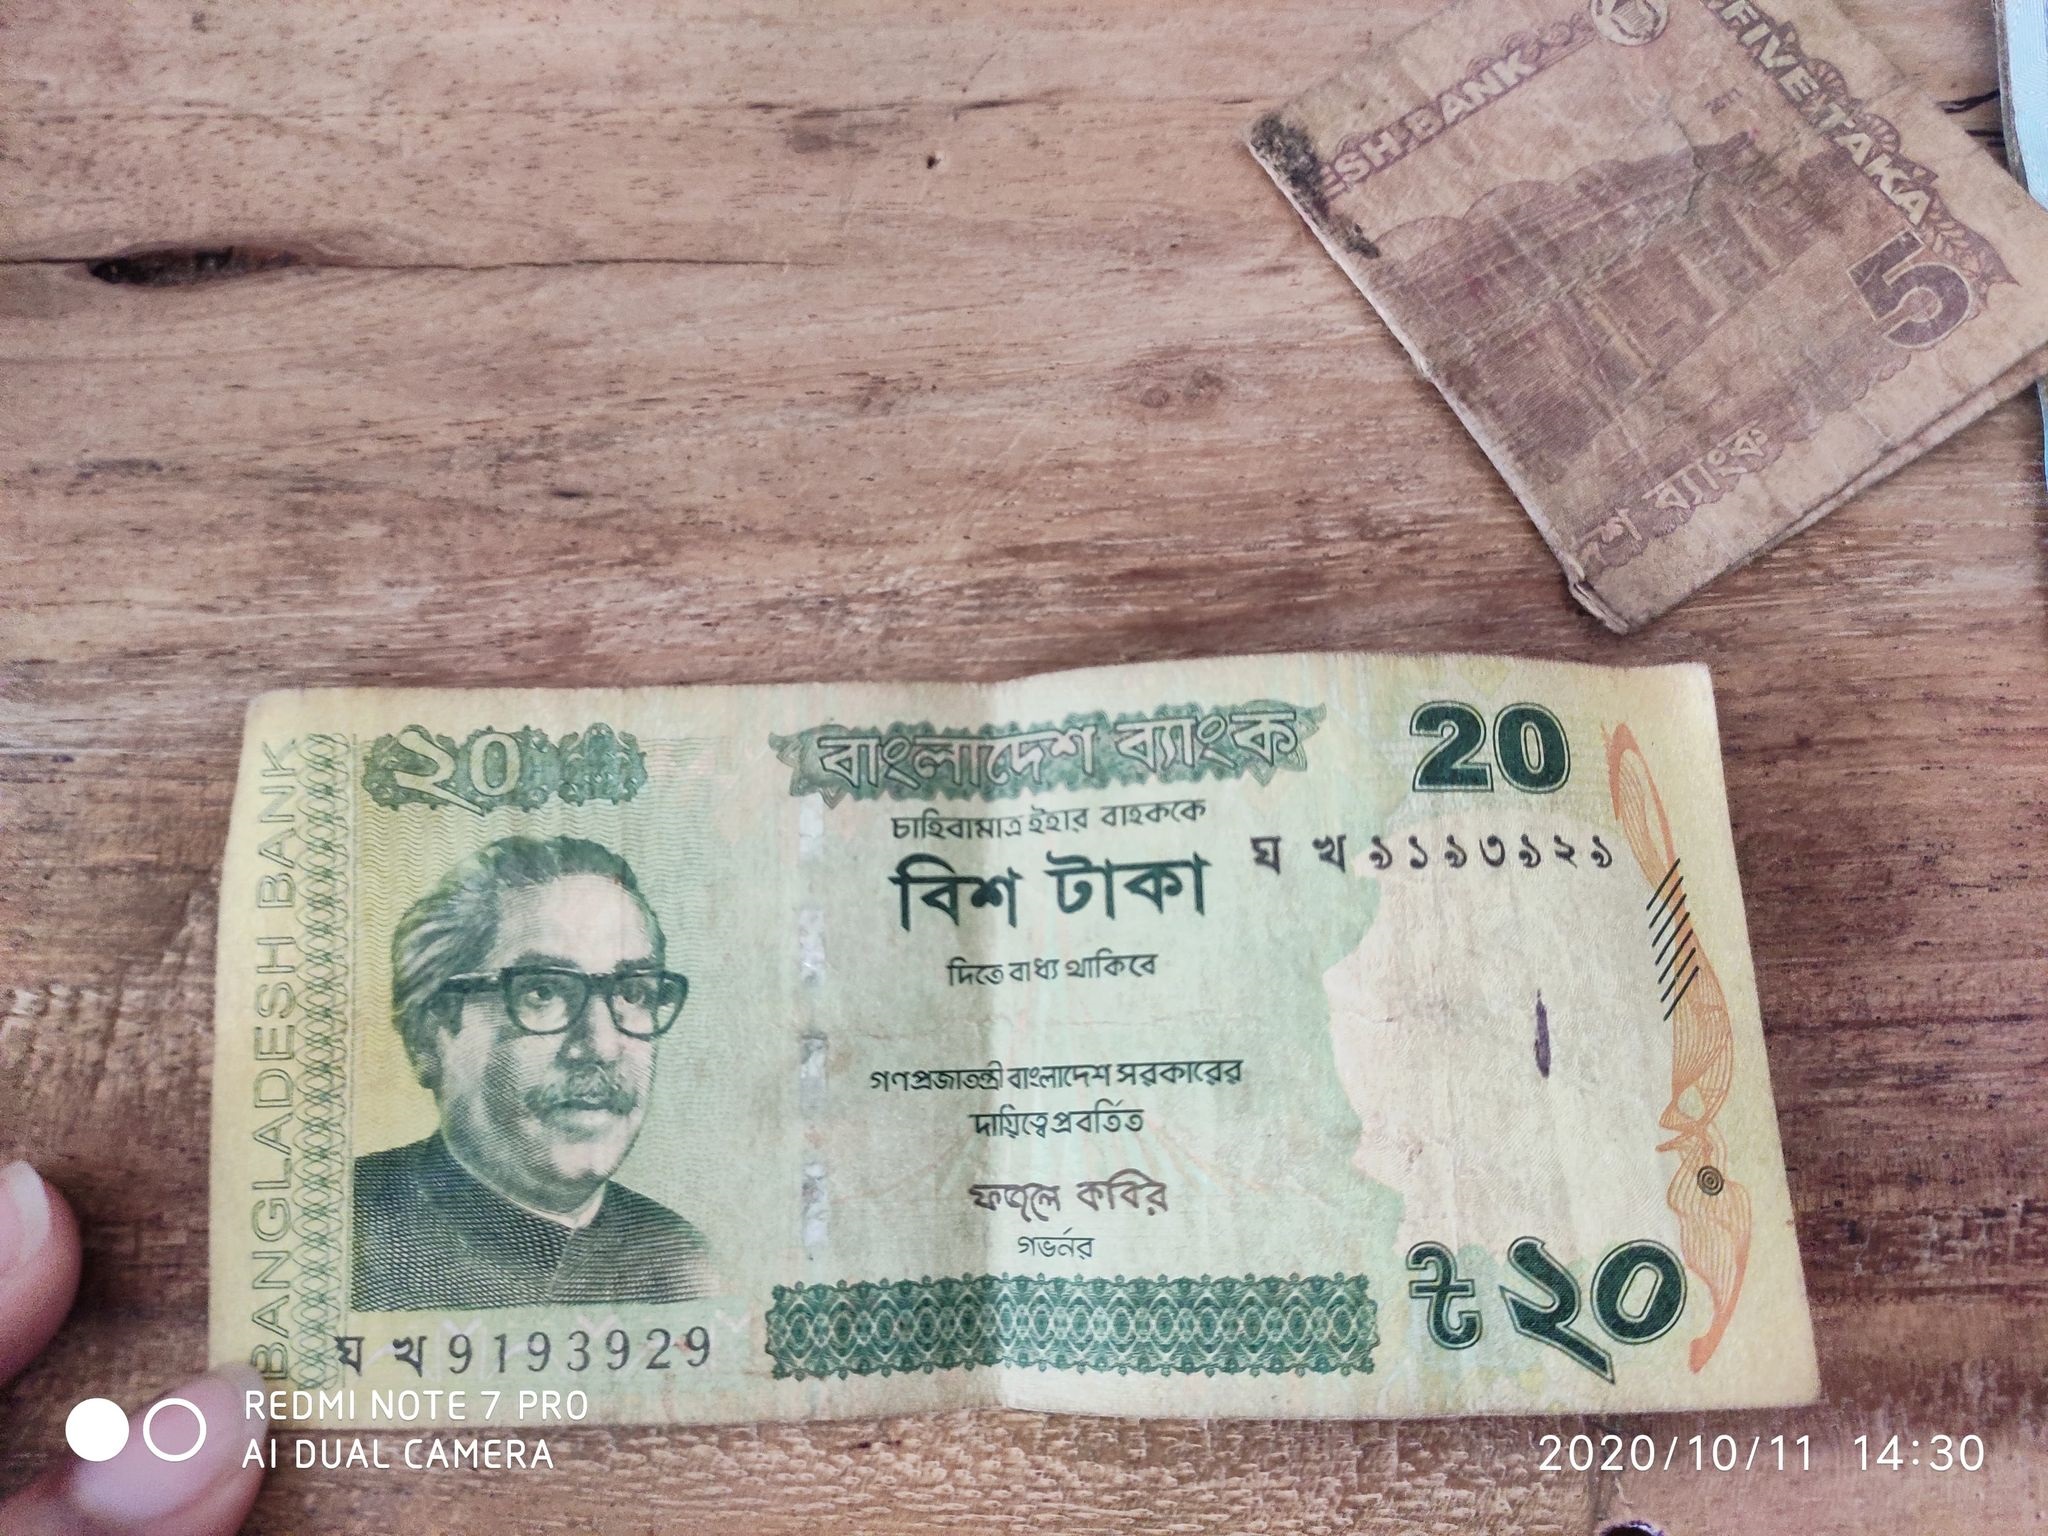 SH BANK
FIVE TAKA
5
শ ব্যাংক
BANGLADESH BANK
২০
বাংলাদেশ ব্যাংক
20
চাহিবামাত্র ইহার বাহককে
ঘ খ ৯১৯৩৯২৯
বিশ টাকা
দিতে বাধ্য থাকিবে
গণপ্রজাতন্ত্রী বাংলাদেশ সরকারের
দায়িত্বে প্রবর্তিত
ফজলে কবির
গভর্নর
৳ ২০
ঘ খ 9193929
REDMI NOTE 7 PRO
AI DUAL CAMERA
2020/10/11 14:30